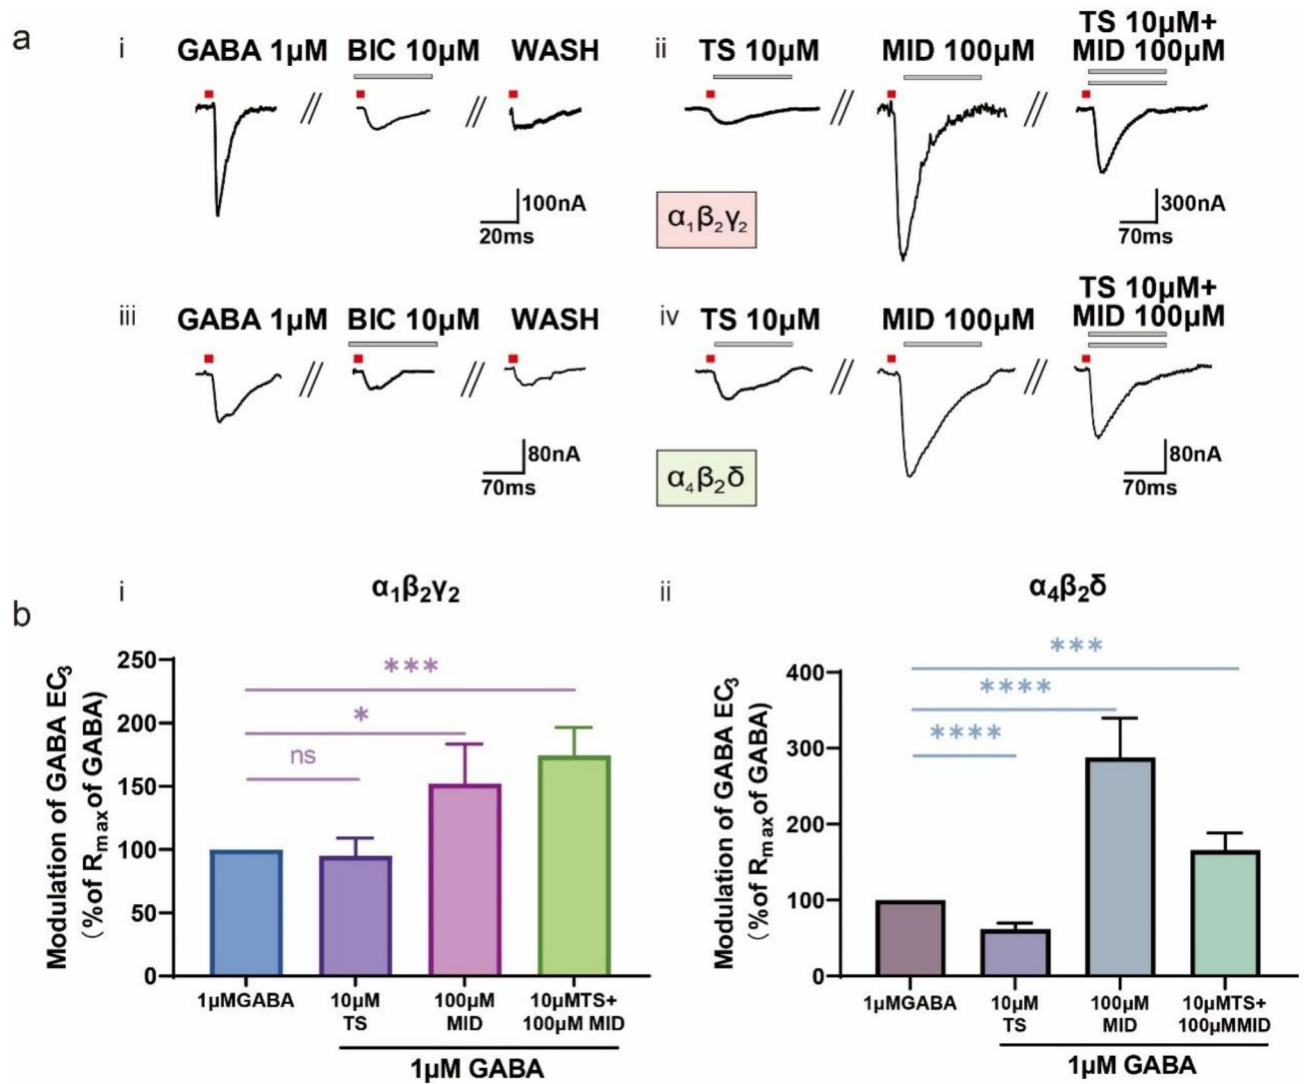 a
i
GABA 1µM
BIC 10µM
WASH
100nA
20ms
ii
TS 10µM
MID 100µM
TS 10µM+
MID 100µM
α₁β₂γ₂
300nA
70ms
iii
GABA 1µM
BIC 10µM
WASH
80nA
70ms
iv
TS 10µM
MID 100µM
TS 10µM+
MID 100µM
α₄β₂δ
80nA
70ms
b
i
α₁β₂γ₂
Modulation of GABA EC₃
(%of Rmax of GABA)
250
200
150
100
50
0
***
*
ns
1µMGABA
10µM
TS
100µM
MID
10µMTS+
100µM MID
1µM GABA
ii
α₄β₂δ
Modulation of GABA EC₃
(%of Rmax of GABA)
400
300
200
100
0
***
****
****
1µMGABA
10µM
TS
100µM
MID
10µMTS+
100µMMID
1µM GABA